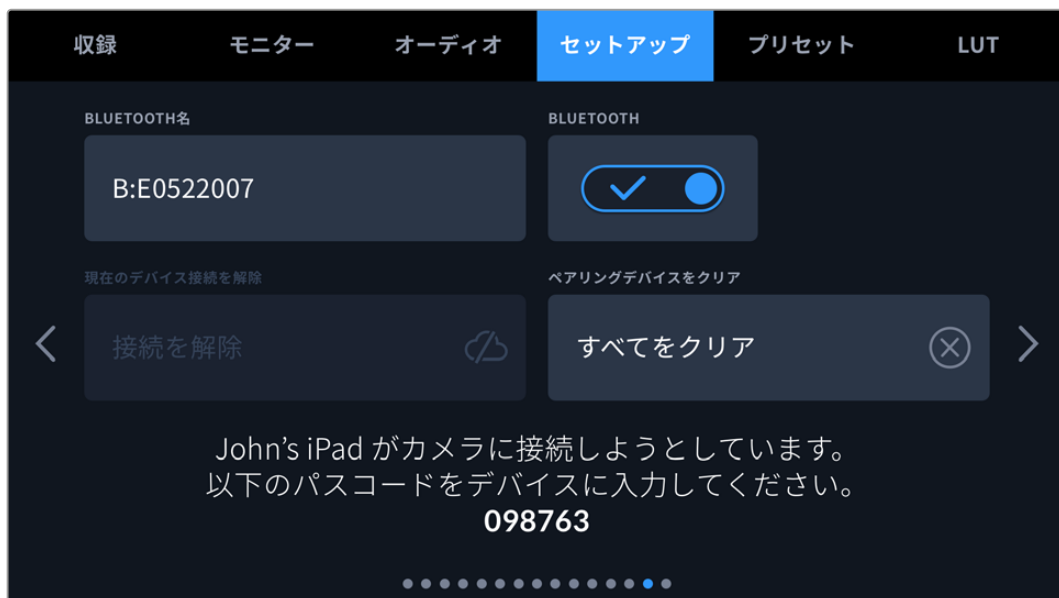 収録 モニター オーディオ セットアップ プリセット LUT
BLUETOOTH名 BLUETOOTH
B:E0522007
現在のデバイス接続を解除 ペアリングデバイスをクリア
接続を解除 すべてをクリア
John’s iPad がカメラに接続しようとしています。
以下のパスコードをデバイスに入力してください。
098763